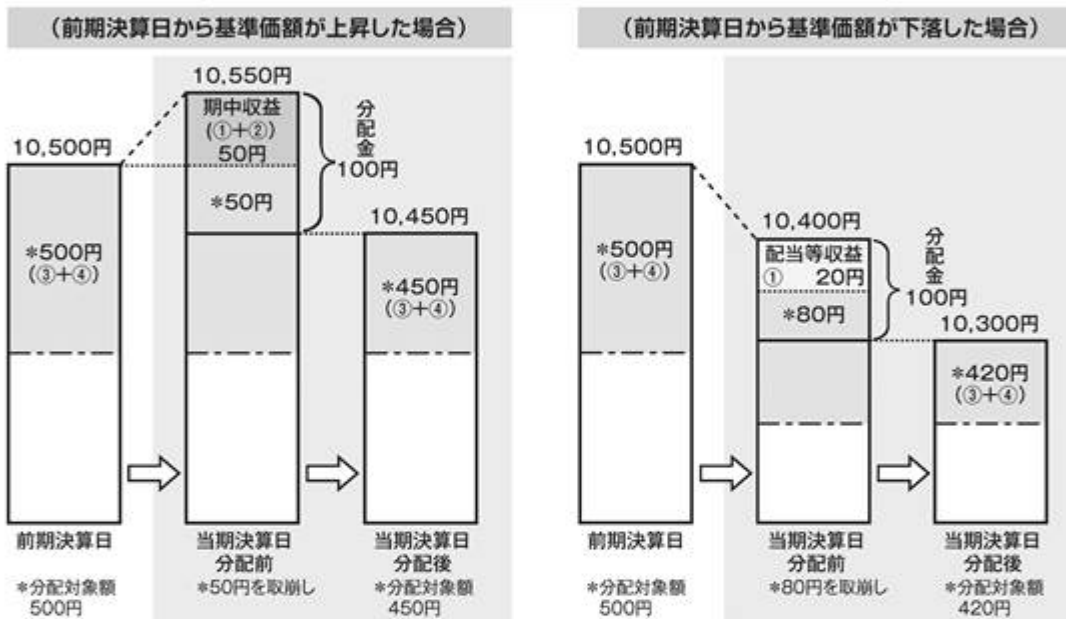 (前期決算日から基準価額が上昇した場合)
10,550円
期中収益
(①+②)
50円
*50円
分配金
100円
10,500円
*500円
(③+④)
10,450円
*450円
(③+④)
前期決算日
*分配対象額
500円
当期決算日
分配前
*50円を取崩し
当期決算日
分配後
*分配対象額
450円
(前期決算日から基準価額が下落した場合)
10,500円
*500円
(③+④)
10,400円
配当等収益
① 20円
*80円
分配金
100円
10,300円
*420円
(③+④)
前期決算日
*分配対象額
500円
当期決算日
分配前
*80円を取崩し
当期決算日
分配後
*分配対象額
420円